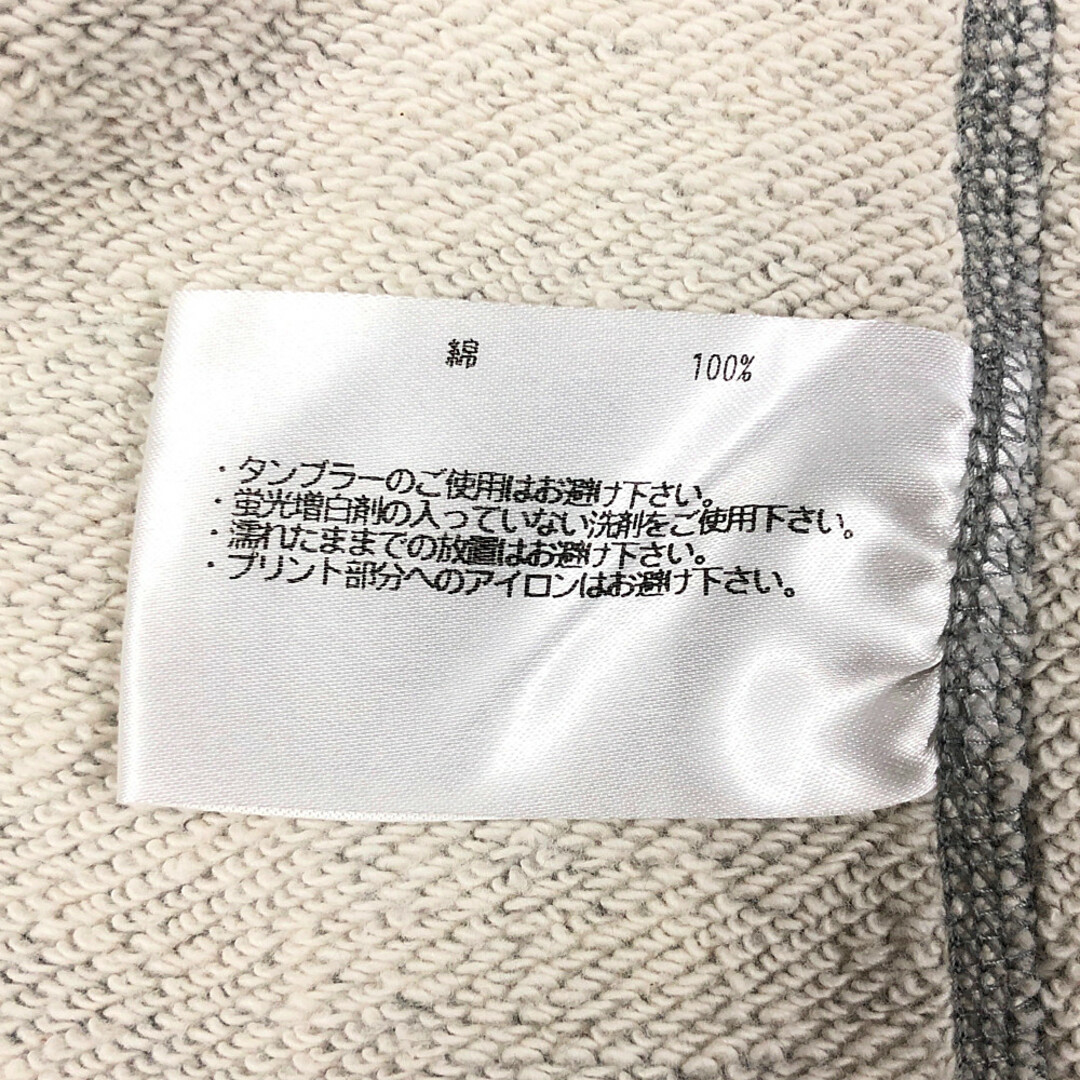 綿 100%
・タンブラーのご使用はお避け下さい。
・蛍光増白剤の入っていない洗剤をご使用下さい。
・濡れたままでの放置はお避け下さい。
・プリント部分へのアイロンはお避け下さい。